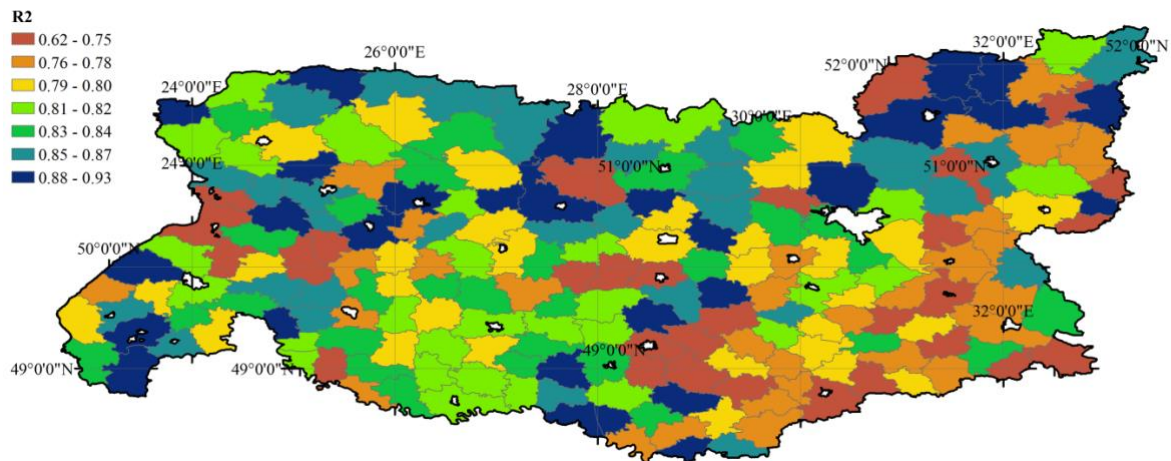 R2
0.62 - 0.75
0.76 - 0.78
0.79 - 0.80
0.81 - 0.82
0.83 - 0.84
0.85 - 0.87
0.88 - 0.93
26°0'0"E
32°0'0"E
52°0'0"N
52°0'0"N
24°0'0"E
28°0'0"E
30°0'0"E
24°0'0"E
51°0'0"N
51°0'0"N
50°0'0"N
32°0'0"E
49°0'0"N
49°0'0"N
49°0'0"N